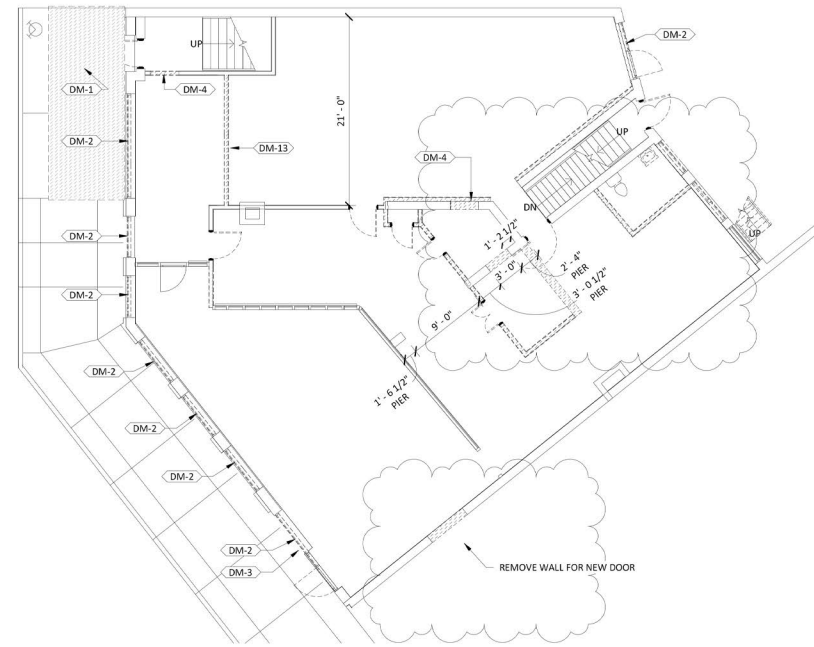 DM-2
UP
DM-1
DM-4
21' - 0"
DM-2
DM-13
UP
DM-4
DN
DM-2
UP
1' - 2 1/2"
3' - 0"
2' - 4"
PIER
3' - 0 1/2"
PIER
DM-2
9' - 0"
DM-2
1' - 6 1/2"
PIER
DM-2
DM-2
DM-2
DM-3
REMOVE WALL FOR NEW DOOR